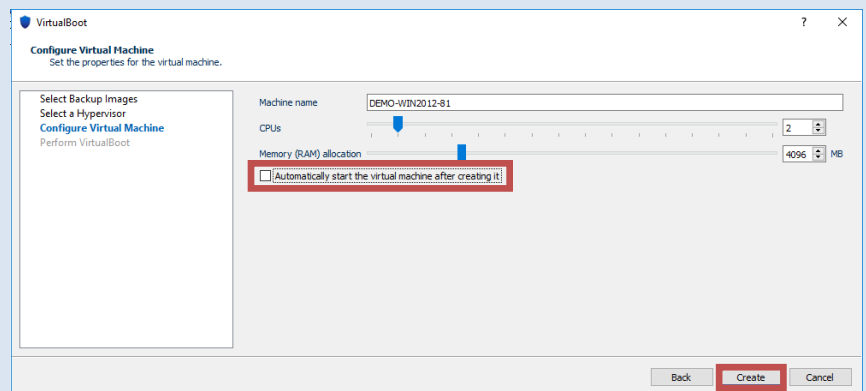 VirtualBoot
Configure Virtual Machine
Set the properties for the virtual machine.
Select Backup Images
Select a Hypervisor
Configure Virtual Machine
Perform VirtualBoot
Machine name DEMO-WIN2012-81
CPUs 2
Memory (RAM) allocation 4096 MB
Automatically start the virtual machine after creating it
Back Create Cancel